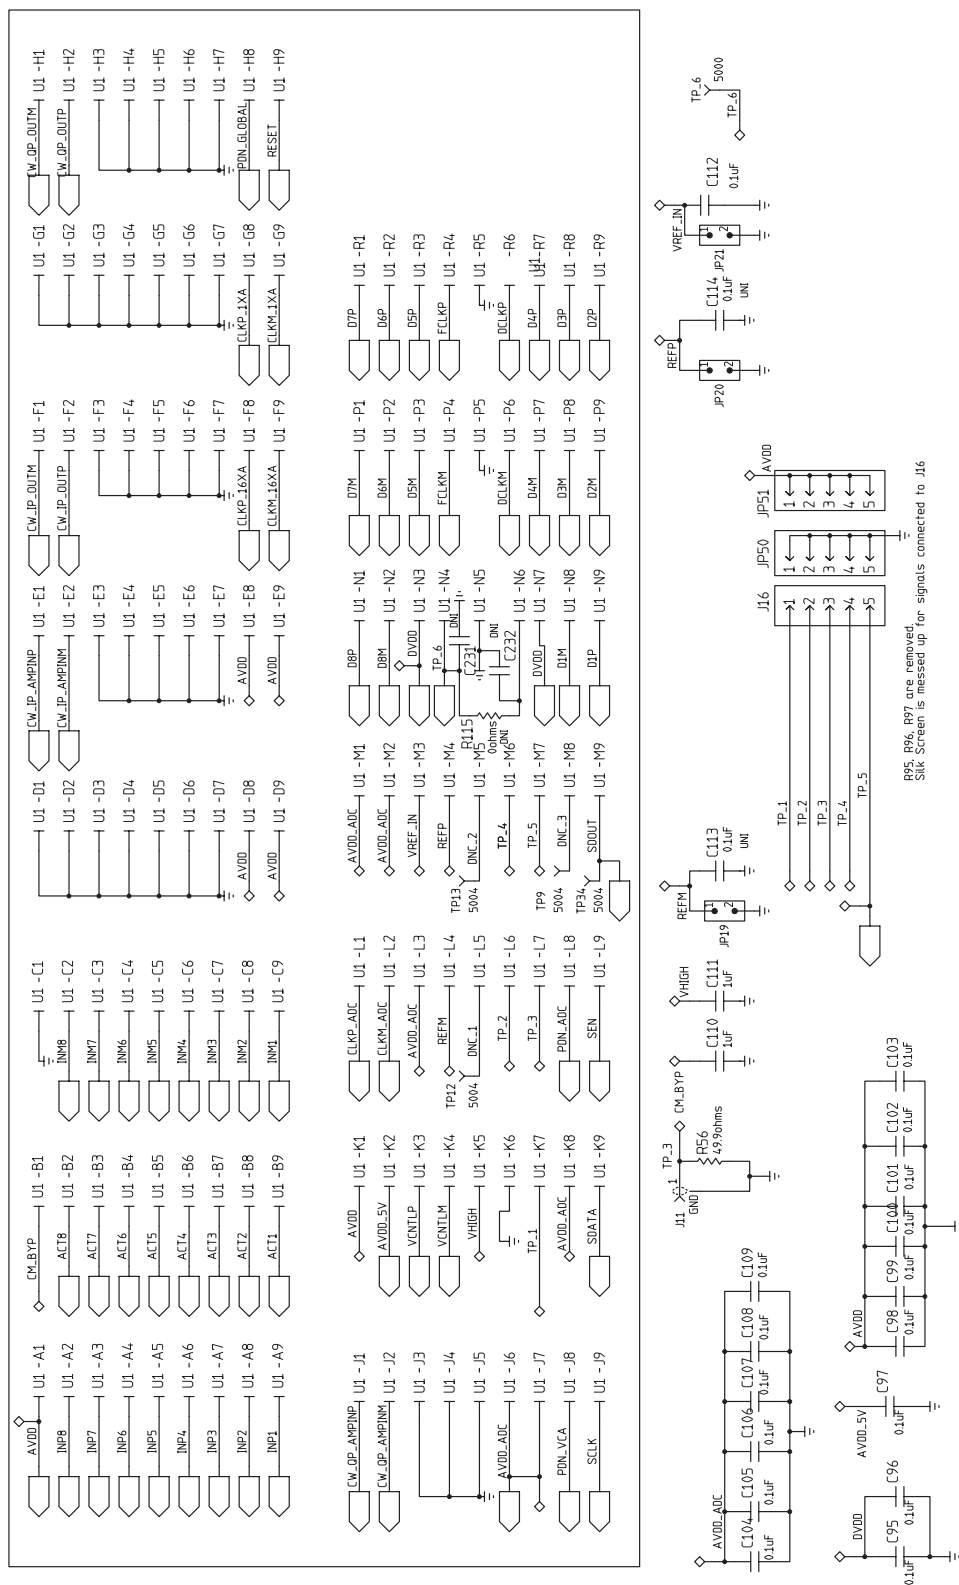 U1 -A1
AVDD
U1 -A2
INP8
U1 -A3
INP7
U1 -A4
INP6
U1 -A5
INP5
U1 -A6
INP4
U1 -A7
INP3
U1 -A8
INP2
U1 -A9
INP1
U1 -B1
CM_BYP
U1 -B2
ACT8
U1 -B3
ACT7
U1 -B4
ACT6
U1 -B5
ACT5
U1 -B6
ACT4
U1 -B7
ACT3
U1 -B8
ACT2
U1 -B9
ACT1
U1 -C1
U1 -C2
INM8
U1 -C3
INM7
U1 -C4
INM6
U1 -C5
INM5
U1 -C6
INM4
U1 -C7
INM3
U1 -C8
INM2
U1 -C9
INM1
U1 -D1
U1 -D2
U1 -D3
U1 -D4
U1 -D5
U1 -D6
U1 -D7
U1 -D8
AVDD
U1 -D9
AVDD
U1 -E1
CW_IP_AMPINP
U1 -E2
CW_IP_AMPINM
U1 -E3
U1 -E4
U1 -E5
U1 -E6
U1 -E7
U1 -E8
AVDD
U1 -E9
AVDD
U1 -F1
CW_IP_OUTM
U1 -F2
CW_IP_OUTP
U1 -F3
U1 -F4
U1 -F5
U1 -F6
U1 -F7
U1 -F8
CLKP_16XA
U1 -F9
CLKM_16XA
U1 -G1
U1 -G2
U1 -G3
U1 -G4
U1 -G5
U1 -G6
U1 -G7
U1 -G8
CLKP_1XA
U1 -G9
CLKM_1XA
U1 -H1
CW_QP_OUTM
U1 -H2
CW_QP_OUTP
U1 -H3
U1 -H4
U1 -H5
U1 -H6
U1 -H7
U1 -H8
PDN_GLOBAL
U1 -H9
RESET
U1 -J1
CW_QP_AMPINP
U1 -J2
CW_QP_AMPINM
U1 -J3
U1 -J4
U1 -J5
U1 -J6
AVDD_ADC
U1 -J7
U1 -J8
PDN_VCA
U1 -J9
SCLK
U1 -K1
AVDD
U1 -K2
AVDD_5V
U1 -K3
VCNTLP
U1 -K4
VCNTLM
U1 -K5
VHIGH
U1 -K6
U1 -K7
TP_1
U1 -K8
AVDD_ADC
U1 -K9
SDATA
U1 -L1
CLKP_ADC
U1 -L2
CLKM_ADC
U1 -L3
AVDD_ADC
U1 -L4
REFM
TP12
5004
U1 -L5
DNC_1
U1 -L6
TP_2
U1 -L7
TP_3
U1 -L8
PDN_ADC
U1 -L9
SEN
U1 -M1
AVDD_ADC
U1 -M2
AVDD_ADC
U1 -M3
VREF_IN
U1 -M4
REFP
TP13
5004
U1 -M5
DNC_2
U1 -M6
TP_4
U1 -M7
TP_5
TP9
5004
U1 -M8
DNC_3
TP34
5004
U1 -M9
SDOUT
U1 -N1
D8P
U1 -N2
D8M
U1 -N3
DVDD
U1 -N4
TP_6
DNI
C231
R115
0ohms
DNI
U1 -N5
DNI
C232
U1 -N6
U1 -N7
DVDD
U1 -N8
D1M
U1 -N9
D1P
U1 -P1
D7M
U1 -P2
D6M
U1 -P3
D5M
U1 -P4
FCLKM
U1 -P5
U1 -P6
DCLKM
U1 -P7
D4M
U1 -P8
D3M
U1 -P9
D2M
U1 -R1
D7P
U1 -R2
D6P
U1 -R3
D5P
U1 -R4
FCLKP
U1 -R5
U1
-R6
DCLKP
U1 -R7
D4P
U1 -R8
D3P
U1 -R9
D2P
AVDD_ADC
C104
0.1uF
C105
0.1uF
C106
0.1uF
C107
0.1uF
C108
0.1uF
C109
0.1uF
DVDD
C95
0.1uF
C96
0.1uF
AVDD_5V
C97
0.1uF
AVDD
C98
0.1uF
C99
0.1uF
C100
0.1uF
C101
0.1uF
C102
0.1uF
C103
0.1uF
J11
1
GND
TP_3
R56
49.9ohms
CM_BYP
C110
1uF
VHIGH
C111
1uF
REFM
JP19
1
2
C113
0.1uF
UNI
TP_1
TP_2
TP_3
TP_4
TP_5
J16
1
2
3
4
5
JP50
1
2
3
4
5
JP51
1
2
3
4
5
AVDD
R95, R96, R97 are removed.
Silk Screen is messed up for signals connected to J16
REFP
JP20
1
2
C114
0.1uF
UNI
VREF_IN
JP21
1
2
C112
0.1uF
TP_6
TP_6
5000